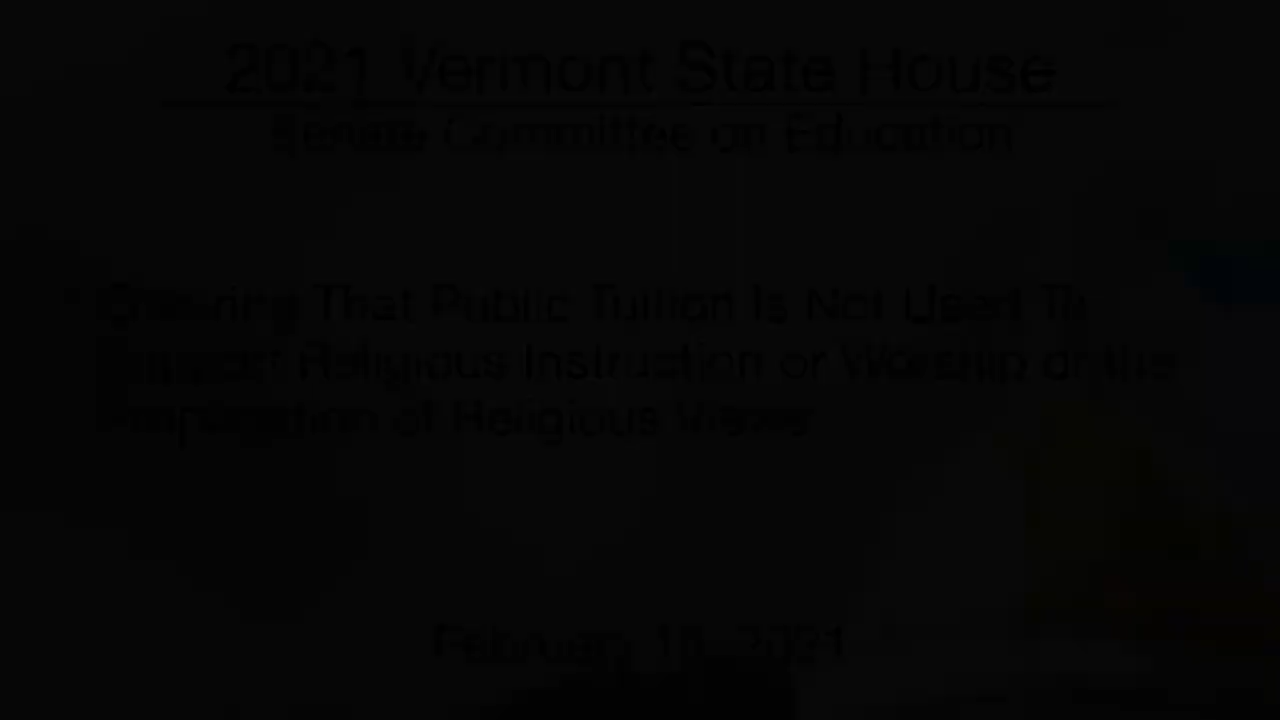 2021 Vermont State House
Senate Committee on Education
Ensuring That Public Tuition Is Not Used To
Support Religious Instruction or Worship or the
Propagation of Religious Views
February 2021